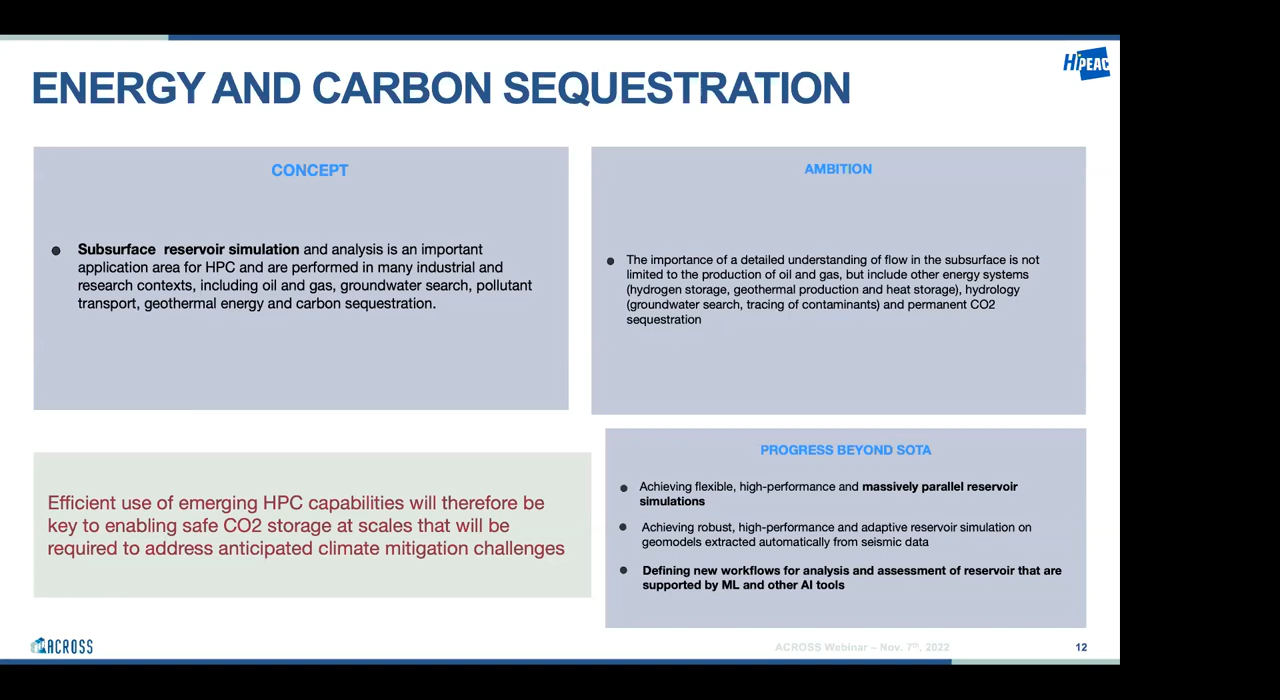 HiPEAC
ENERGY AND CARBON SEQUESTRATION
CONCEPT
● Subsurface reservoir simulation and analysis is an important
application area for HPC and are performed in many industrial and
research contexts, including oil and gas, groundwater search, pollutant
transport, geothermal energy and carbon sequestration.
AMBITION
● The importance of a detailed understanding of flow in the subsurface is not
limited to the production of oil and gas, but include other energy systems
(hydrogen storage, geothermal production and heat storage), hydrology
(groundwater search, tracing of contaminants) and permanent CO2
sequestration
Efficient use of emerging HPC capabilities will therefore be
key to enabling safe CO2 storage at scales that will be
required to address anticipated climate mitigation challenges
PROGRESS BEYOND SOTA
● Achieving flexible, high-performance and massively parallel reservoir
simulations
● Achieving robust, high-performance and adaptive reservoir simulation on
geomodels extracted automatically from seismic data
● Defining new workflows for analysis and assessment of reservoir that are
supported by ML and other AI tools
ACROSS
ACROSS Webinar – Nov. 7th, 2022
12